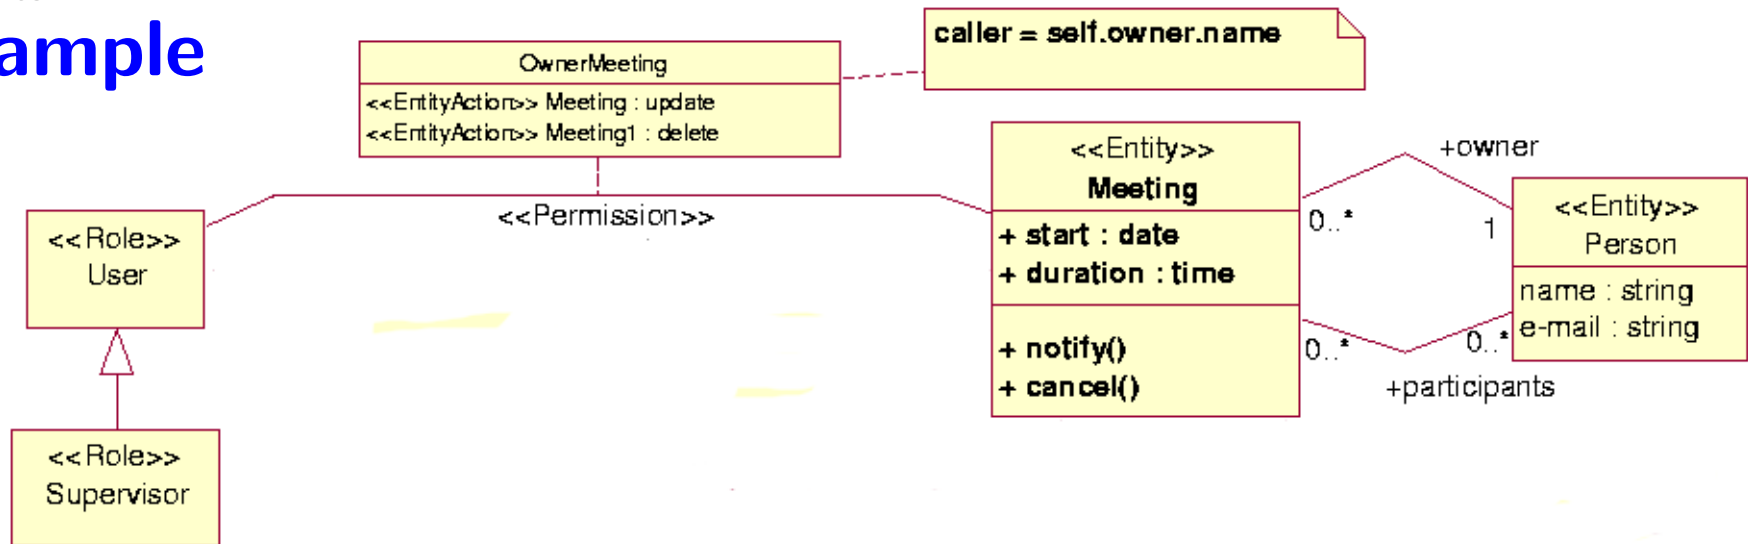 ample
OwnerMeeting
<<EntityAction>> Meeting : update
<<EntityAction>> Meeting1 : delete
caller = self.owner.name
<<Permission>>
<<Role>>
User
<<Role>>
Supervisor
<<Entity>>
Meeting
+ start : date
+ duration : time
+ notify()
+ cancel()
+owner
0..*
1
0..*
0..*
+participants
<<Entity>>
Person
name : string
e-mail : string